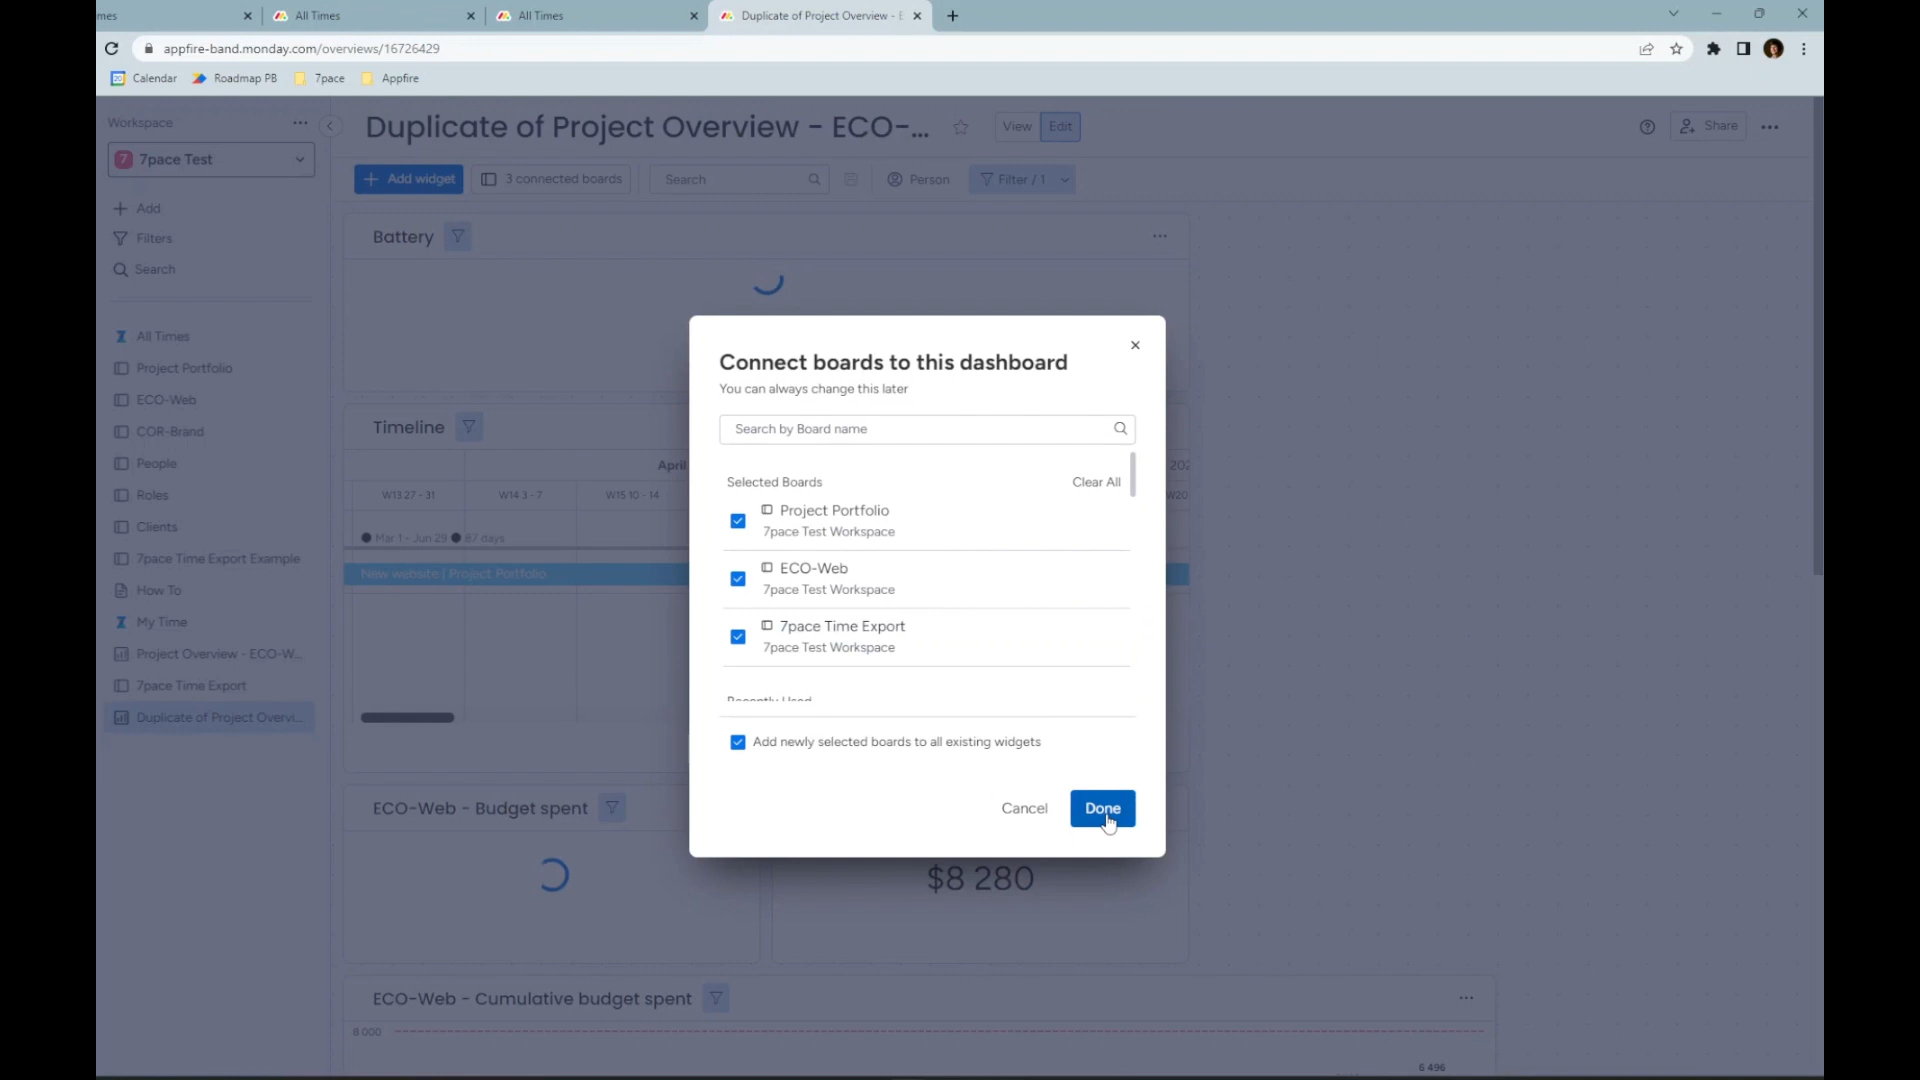 mes
All Times
All Times
Duplicate of Project Overview - E
appfire-band.monday.com/overviews/16726429
Calendar
Roadmap PB
7pace
Appfire
Workspace
7
7pace Test
Add
Filters
Search
All Times
Project Portfolio
ECO-Web
COR-Brand
People
Roles
Clients
7pace Time Export Example
How To
My Time
Project Overview - ECO-W...
7pace Time Export
Duplicate of Project Overvi...
Duplicate of Project Overview - ECO-...
View
Edit
Share
Add widget
3 connected boards
Search
Person
Filter / 1
Battery
Timeline
April
202
W13 27 - 31
W14 3 - 7
W15 10 - 14
W20
Mar 1 - Jun 29
87 days
New website | Project Portfolio
ECO-Web - Budget spent
$8 280
ECO-Web - Cumulative budget spent
8 000
6 496
Connect boards to this dashboard
You can always change this later
Search by Board name
Selected Boards
Clear All
Project Portfolio
7pace Test Workspace
ECO-Web
7pace Test Workspace
7pace Time Export
7pace Test Workspace
Recently Used
Add newly selected boards to all existing widgets
Cancel
Done